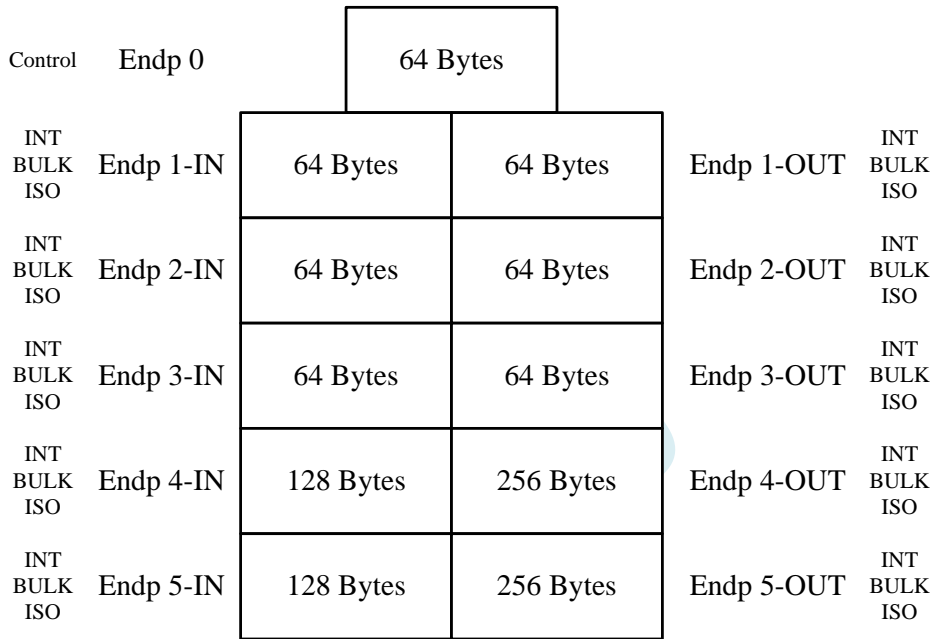 Control Endp 0 64 Bytes
INT
BULK
ISO
Endp 1-IN 64 Bytes 64 Bytes Endp 1-OUT
INT
BULK
ISO
INT
BULK
ISO
Endp 2-IN 64 Bytes 64 Bytes Endp 2-OUT
INT
BULK
ISO
INT
BULK
ISO
Endp 3-IN 64 Bytes 64 Bytes Endp 3-OUT
INT
BULK
ISO
INT
BULK
ISO
Endp 4-IN 128 Bytes 256 Bytes Endp 4-OUT
INT
BULK
ISO
INT
BULK
ISO
Endp 5-IN 128 Bytes 256 Bytes Endp 5-OUT
INT
BULK
ISO